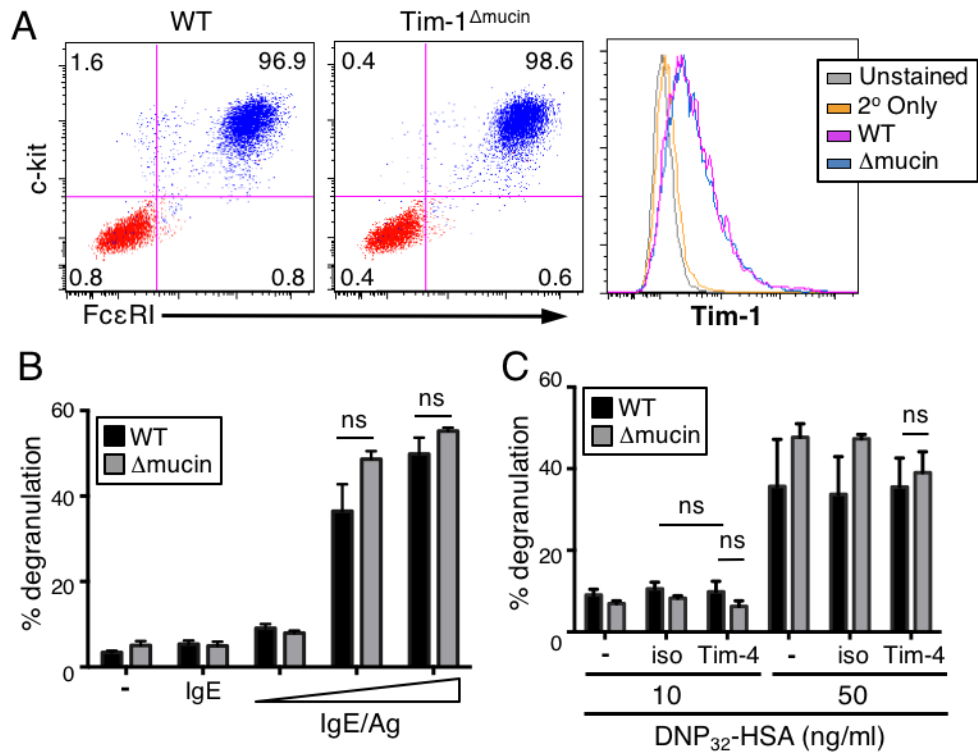 A
WT
Tim-1Δmucin
1.6
96.9
0.8
0.8
0.4
98.6
0.4
0.6
c-kit
FcεRI
Unstained
2º Only
WT
Δmucin
Tim-1
B
WT
Δmucin
% degranulation
60
40
20
0
ns
ns
-
IgE
IgE/Ag
C
WT
Δmucin
% degranulation
60
40
20
0
ns
ns
ns
- iso Tim-4 - iso Tim-4
10 50
DNP32-HSA (ng/ml)